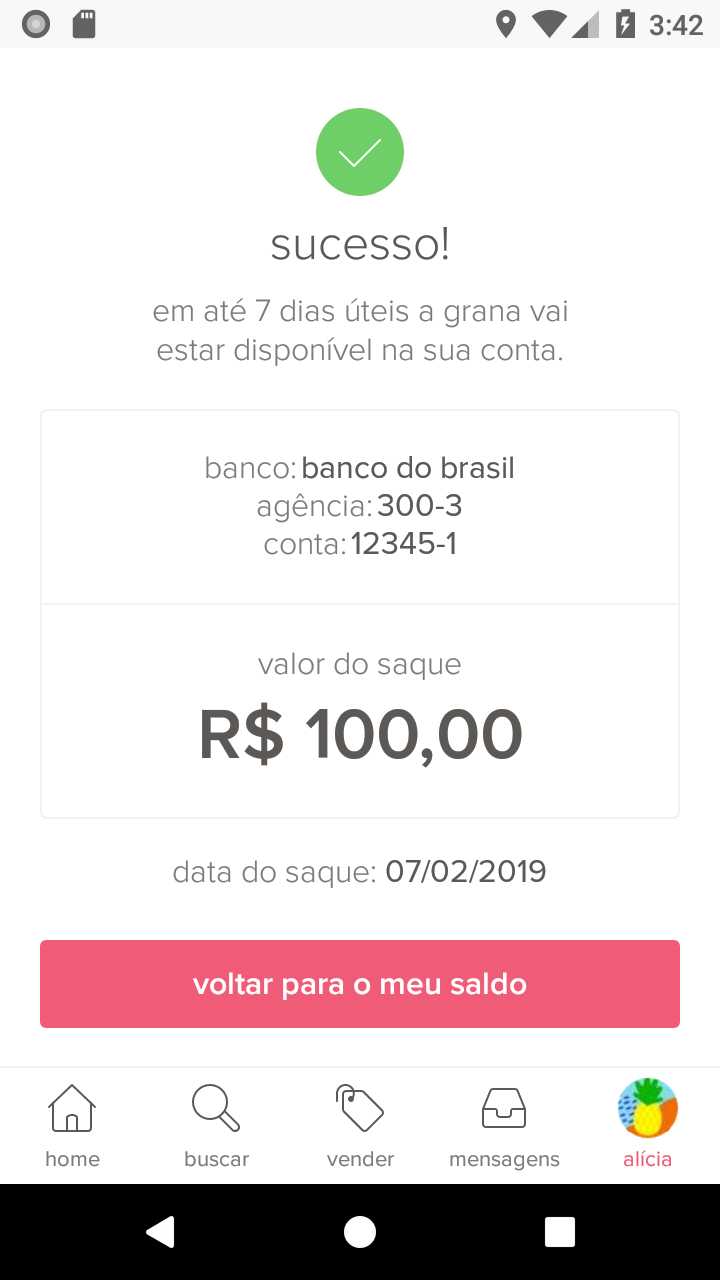 3:42
sucesso!
em até 7 dias úteis a grana vai
estar disponível na sua conta.
banco: banco do brasil
agência: 300-3
conta: 12345-1
valor do saque
R$ 100,00
data do saque: 07/02/2019
voltar para o meu saldo
home buscar vender mensagens alícia